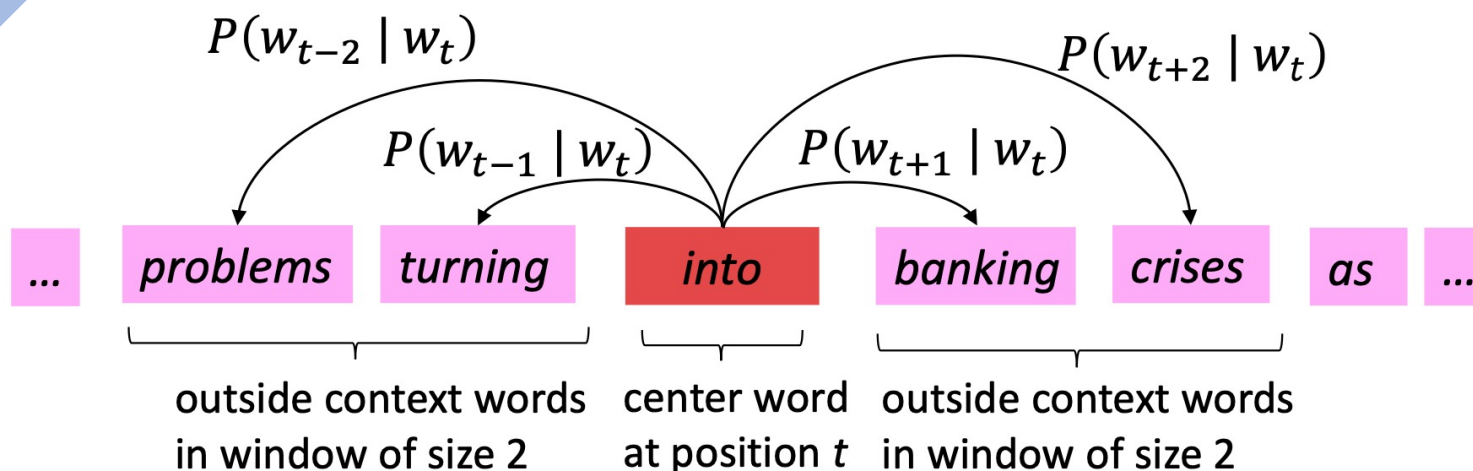 P(w_{t-2} | w_t)
P(w_{t+2} | w_t)
P(w_{t-1} | w_t)
P(w_{t+1} | w_t)
... problems turning into banking crises as ...
outside context words center word outside context words
in window of size 2 at position t in window of size 2